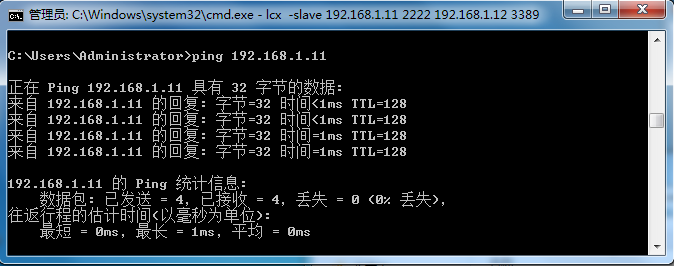 管理员: C:\Windows\system32\cmd.exe - lcx -slave 192.168.1.11 2222 192.168.1.12 3389
C:\Users\Administrator>ping 192.168.1.11
正在 Ping 192.168.1.11 具有 32 字节的数据:
来自 192.168.1.11 的回复: 字节=32 时间<1ms TTL=128
来自 192.168.1.11 的回复: 字节=32 时间<1ms TTL=128
来自 192.168.1.11 的回复: 字节=32 时间=1ms TTL=128
来自 192.168.1.11 的回复: 字节=32 时间=1ms TTL=128
192.168.1.11 的 Ping 统计信息:
数据包: 已发送 = 4, 已接收 = 4, 丢失 = 0 (0% 丢失),
往返行程的估计时间(以毫秒为单位):
最短 = 0ms, 最长 = 1ms, 平均 = 0ms